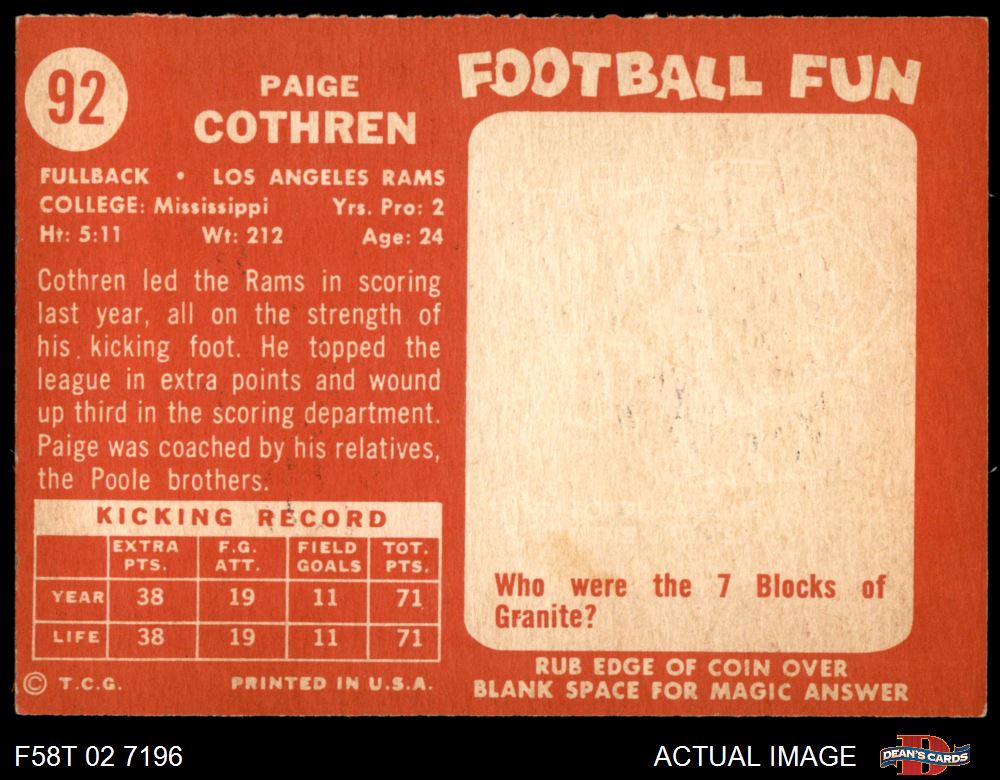 92
PAIGE
COTHREN
FULLBACK • LOS ANGELES RAMS
COLLEGE: Mississippi Yrs. Pro: 2
Ht: 5:11 Wt: 212 Age: 24
Cothren led the Rams in scoring
last year, all on the strength of
his kicking foot. He topped the
league in extra points and wound
up third in the scoring department.
Paige was coached by his relatives,
the Poole brothers.
KICKING RECORD
EXTRA PTS. F.G. ATT. FIELD GOALS TOT. PTS.
YEAR 38 19 11 71
LIFE 38 19 11 71
© T.C.G. PRINTED IN U.S.A.
FOOTBALL FUN
Who were the 7 Blocks of
Granite?
RUB EDGE OF COIN OVER
BLANK SPACE FOR MAGIC ANSWER
F58T 02 7196
ACTUAL IMAGE
DEAN'S CARDS